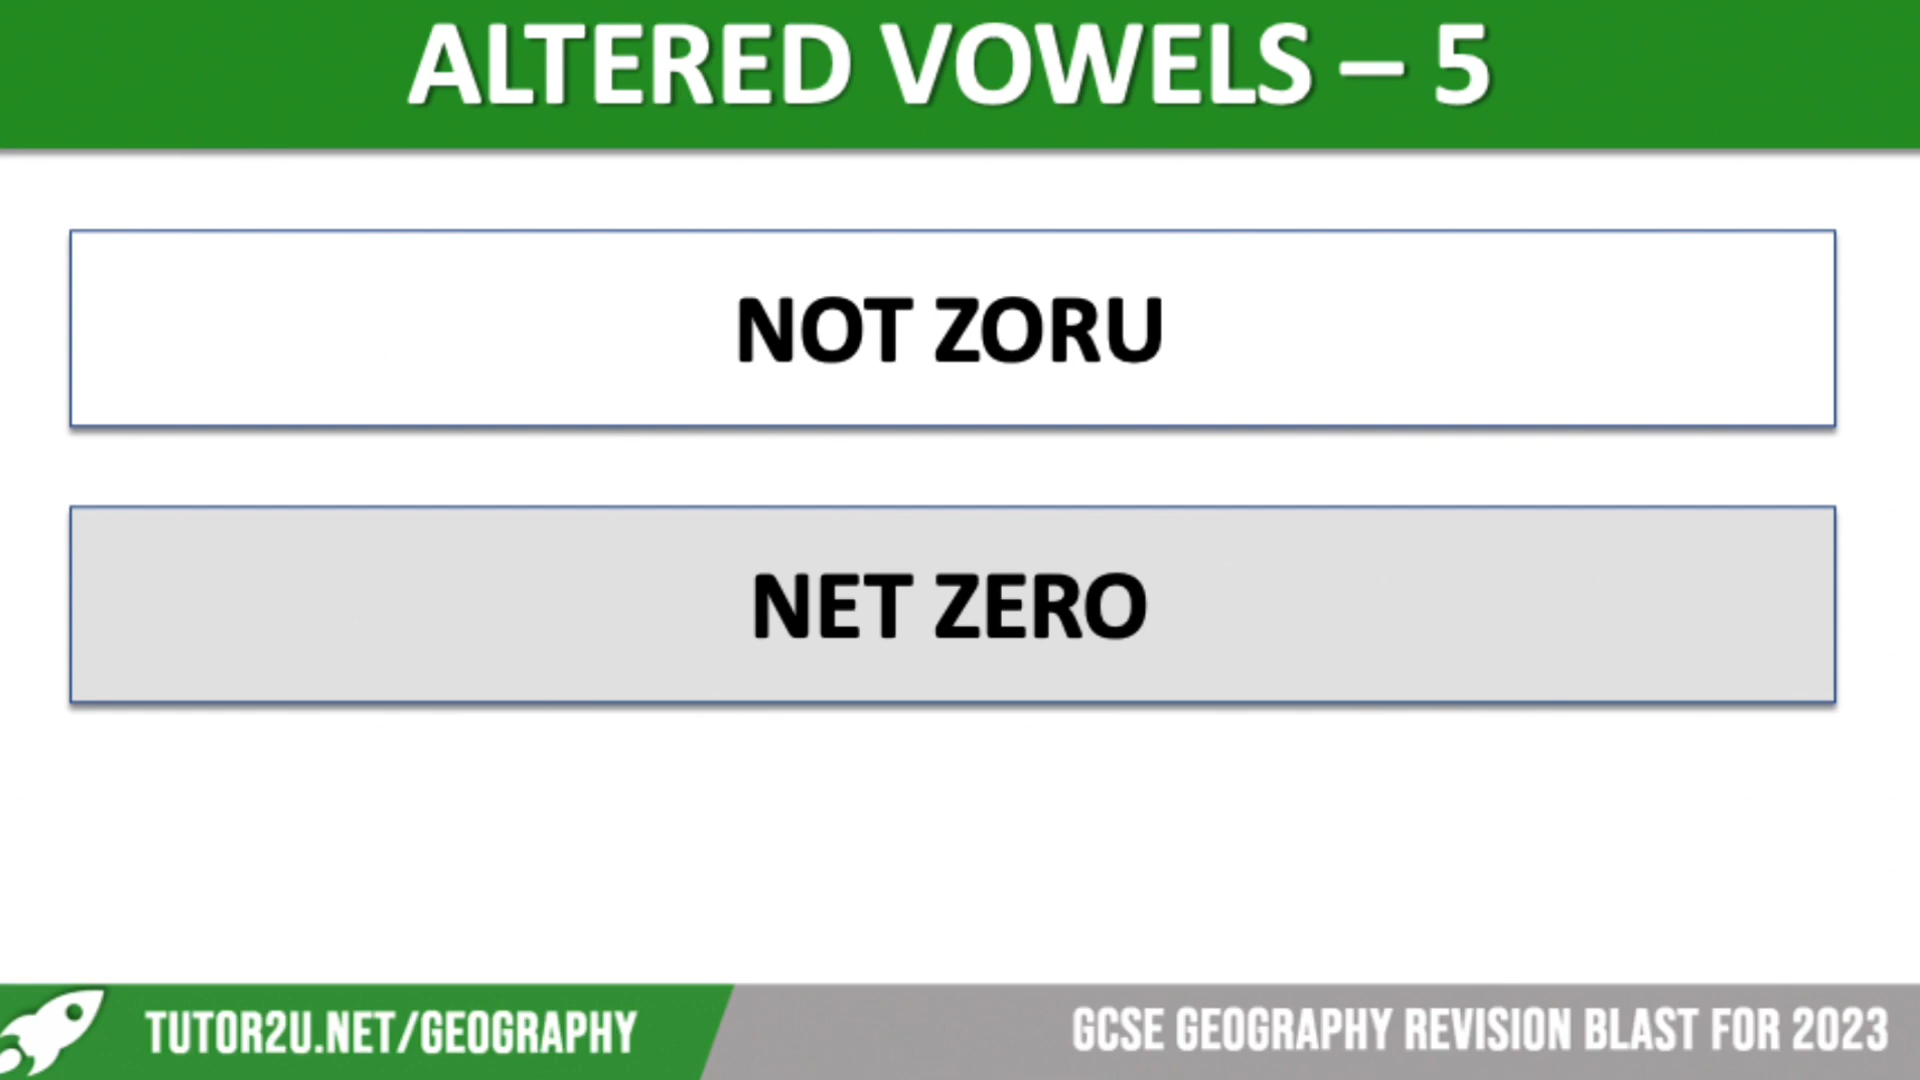 ALTERED VOWELS – 5
NOT ZORU
NET ZERO
TUTOR2U.NET/GEOGRAPHY
GCSE GEOGRAPHY REVISION BLAST FOR 2023